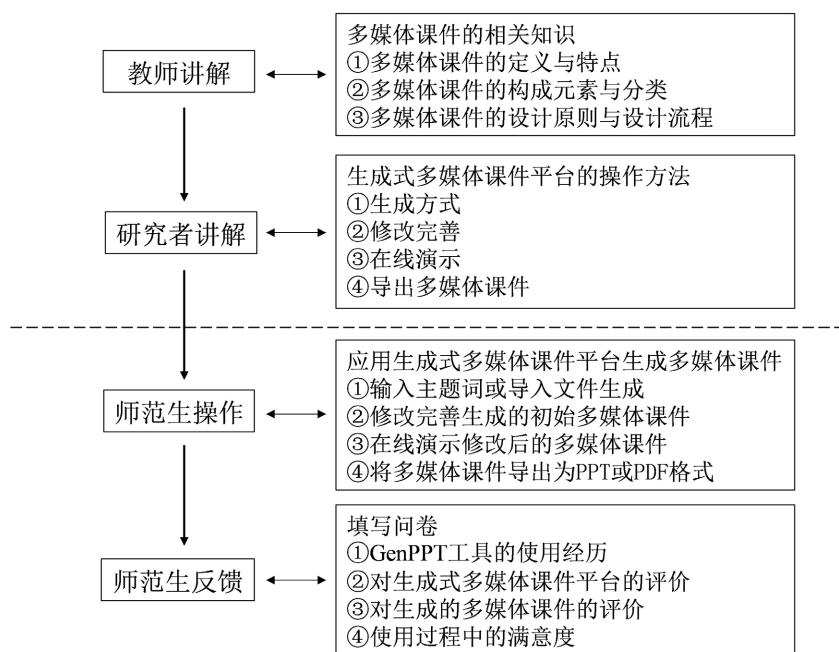 教师讲解
多媒体课件的相关知识
①多媒体课件的定义与特点
②多媒体课件的构成元素与分类
③多媒体课件的设计原则与设计流程
研究者讲解
生成式多媒体课件平台的操作方法
①生成方式
②修改完善
③在线演示
④导出多媒体课件
师范生操作
应用生成式多媒体课件平台生成多媒体课件
①输入主题词或导入文件生成
②修改完善生成的初始多媒体课件
③在线演示修改后的多媒体课件
④将多媒体课件导出为PPT或PDF格式
师范生反馈
填写问卷
①GenPPT工具的使用经历
②对生成式多媒体课件平台的评价
③对生成的多媒体课件的评价
④使用过程中的满意度